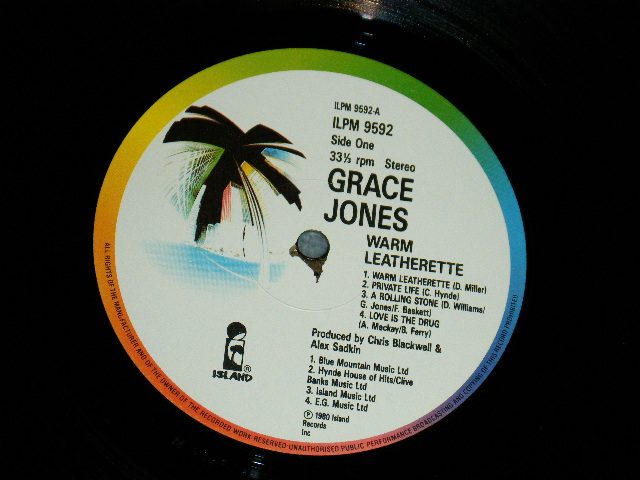 ILPM 9592-A
ILPM 9592
Side One
33⅓ rpm Stereo
GRACE
JONES
WARM
LEATHERETTE
1. WARM LEATHERETTE (D. Miller)
2. PRIVATE LIFE (C. Hynde)
3. A ROLLING STONE (D. Williams/
G. Jones/F. Baskett)
4. LOVE IS THE DRUG
(A. Mackay/B. Ferry)
Produced by Chris Blackwell &
Alex Sadkin
1. Blue Mountain Music Ltd
2. Hynde House of Hits/Clive
Banks Music Ltd
3. Island Music Ltd
4. E.G. Music Ltd
℗ 1980 Island
Records
Inc
ISLAND®
ALL RIGHTS OF THE MANUFACTURER AND OF THE OWNER OF THE RECORDED WORK RESERVED·UNAUTHORISED PUBLIC PERFORMANCE BROADCASTING AND COPYING OF THIS RECORD PROHIBITED